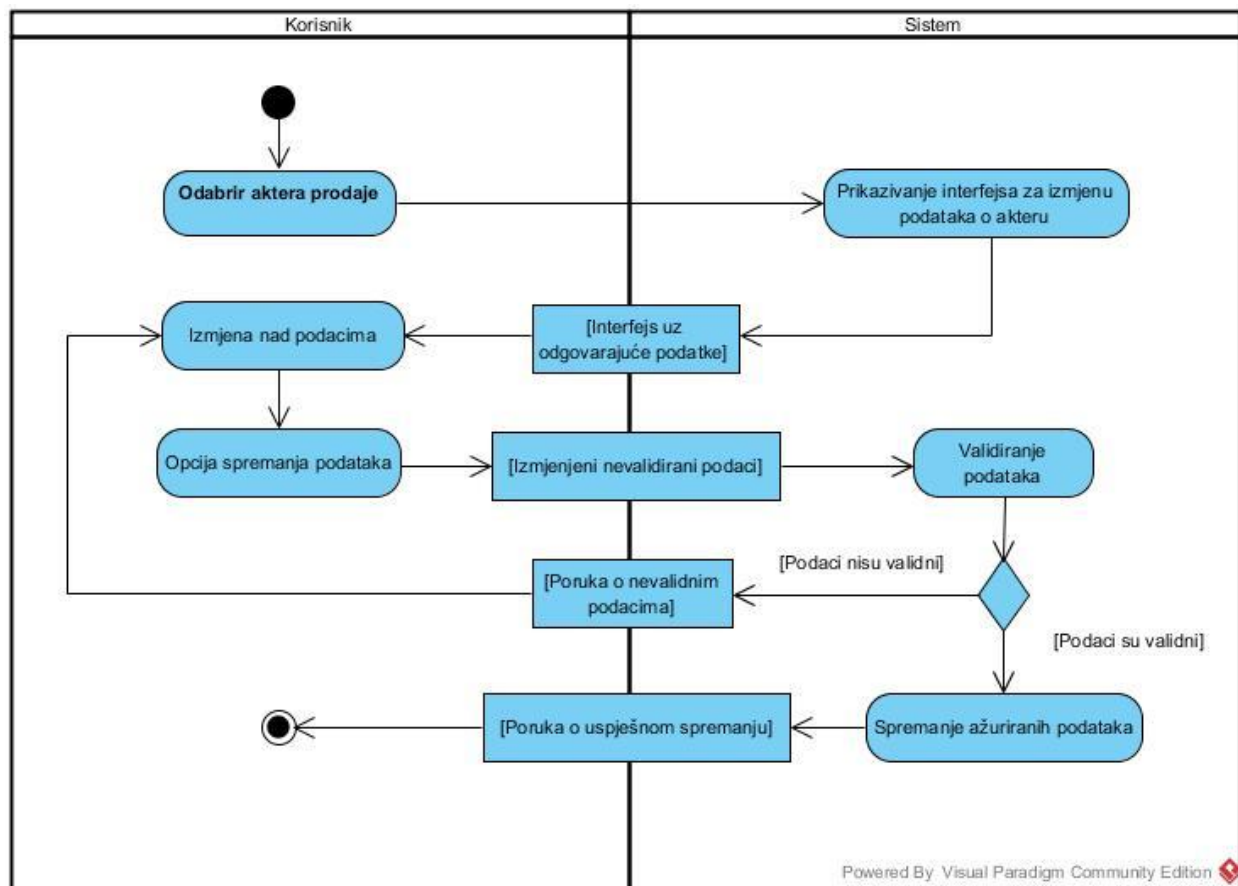 Korisnik
Sistem
Odabrir aktera prodaje
Prikazivanje interfejsa za izmjenu
podataka o akteru
Izmjena nad podacima
[Interfejs uz
odgovarajuće podatke]
Opcija spremanja podataka
[Izmjenjeni nevalidirani podaci]
Validiranje
podataka
[Podaci nisu validni]
[Poruka o nevalidnim
podacima]
[Podaci su validni]
[Poruka o uspješnom spremanju]
Spremanje ažuriranih podataka
Powered By Visual Paradigm Community Edition